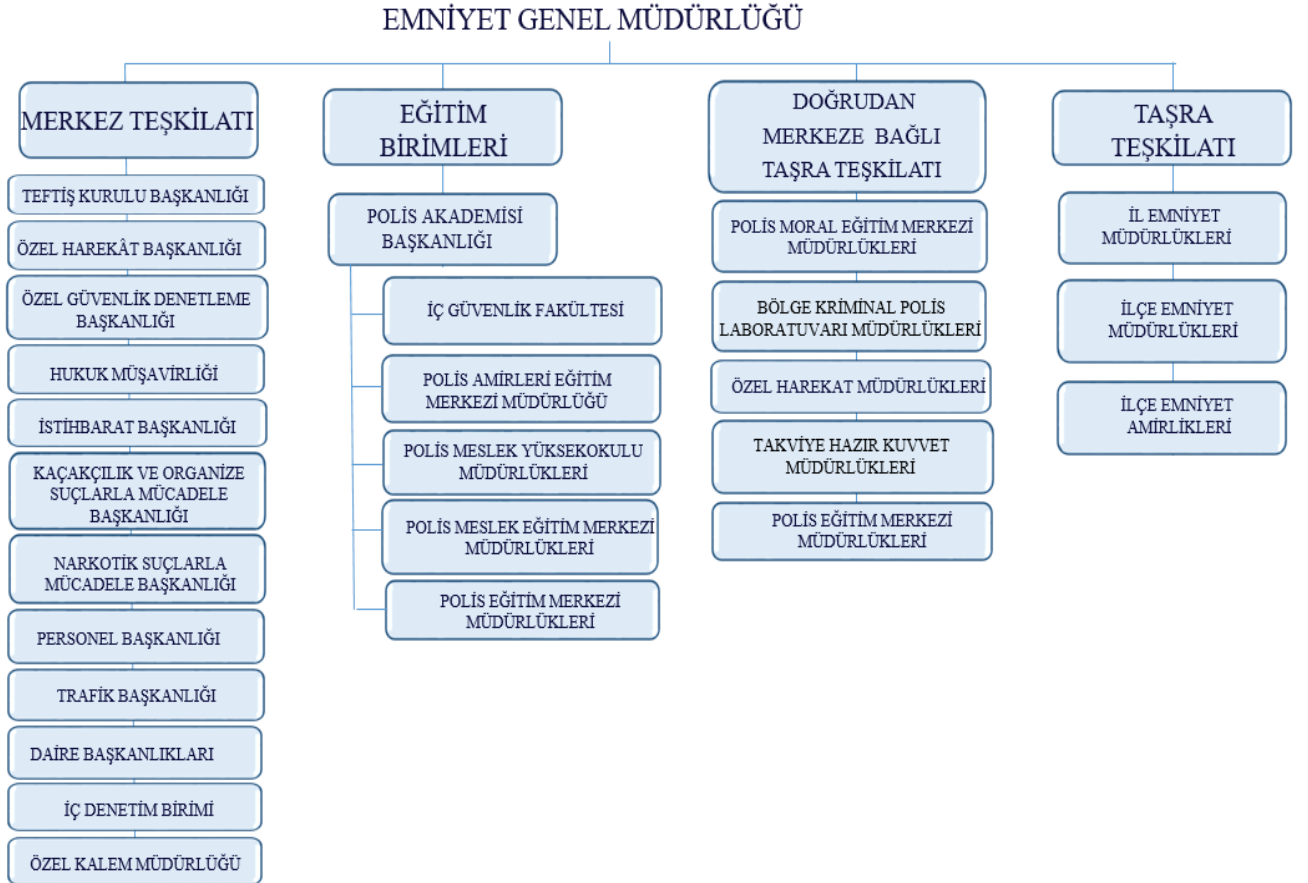 EMNİYET GENEL MÜDÜRLÜĞÜ
MERKEZ TEŞKİLATI
TEFTİŞ KURULU BAŞKANLIĞI
ÖZEL HAREKÂT BAŞKANLIĞI
ÖZEL GÜVENLİK DENETLEME
BAŞKANLIĞI
HUKUK MÜŞAVİRLİĞİ
İSTİHBARAT BAŞKANLIĞI
KAÇAKÇILIK VE ORGANİZE
SUÇLARLA MÜCADELE
BAŞKANLIĞI
NARKOTİK SUÇLARLA
MÜCADELE BAŞKANLIĞI
PERSONEL BAŞKANLIĞI
TRAFİK BAŞKANLIĞI
DAİRE BAŞKANLIKLARI
İÇ DENETİM BİRİMİ
ÖZEL KALEM MÜDÜRLÜĞÜ
EĞİTİM
BİRİMLERİ
POLİS AKADEMİSİ
BAŞKANLIĞI
İÇ GÜVENLİK FAKÜLTESİ
POLİS AMİRLERİ EĞİTİM
MERKEZİ MÜDÜRLÜĞÜ
POLİS MESLEK YÜKSEKOKULU
MÜDÜRLÜKLERİ
POLİS MESLEK EĞİTİM MERKEZİ
MÜDÜRLÜKLERİ
POLİS EĞİTİM MERKEZİ
MÜDÜRLÜKLERİ
DOĞRUDAN
MERKEZE BAĞLI
TAŞRA TEŞKİLATI
POLİS MORAL EĞİTİM MERKEZİ
MÜDÜRLÜKLERİ
BÖLGE KRİMİNAL POLİS
LABORATUVARI MÜDÜRLÜKLERİ
ÖZEL HAREKAT MÜDÜRLÜKLERİ
TAKVİYE HAZIR KUVVET
MÜDÜRLÜKLERİ
POLİS EĞİTİM MERKEZİ
MÜDÜRLÜKLERİ
TAŞRA
TEŞKİLATI
İL EMNİYET
MÜDÜRLÜKLERİ
İLÇE EMNİYET
MÜDÜRLÜKLERİ
İLÇE EMNİYET
AMİRLİKLERİ